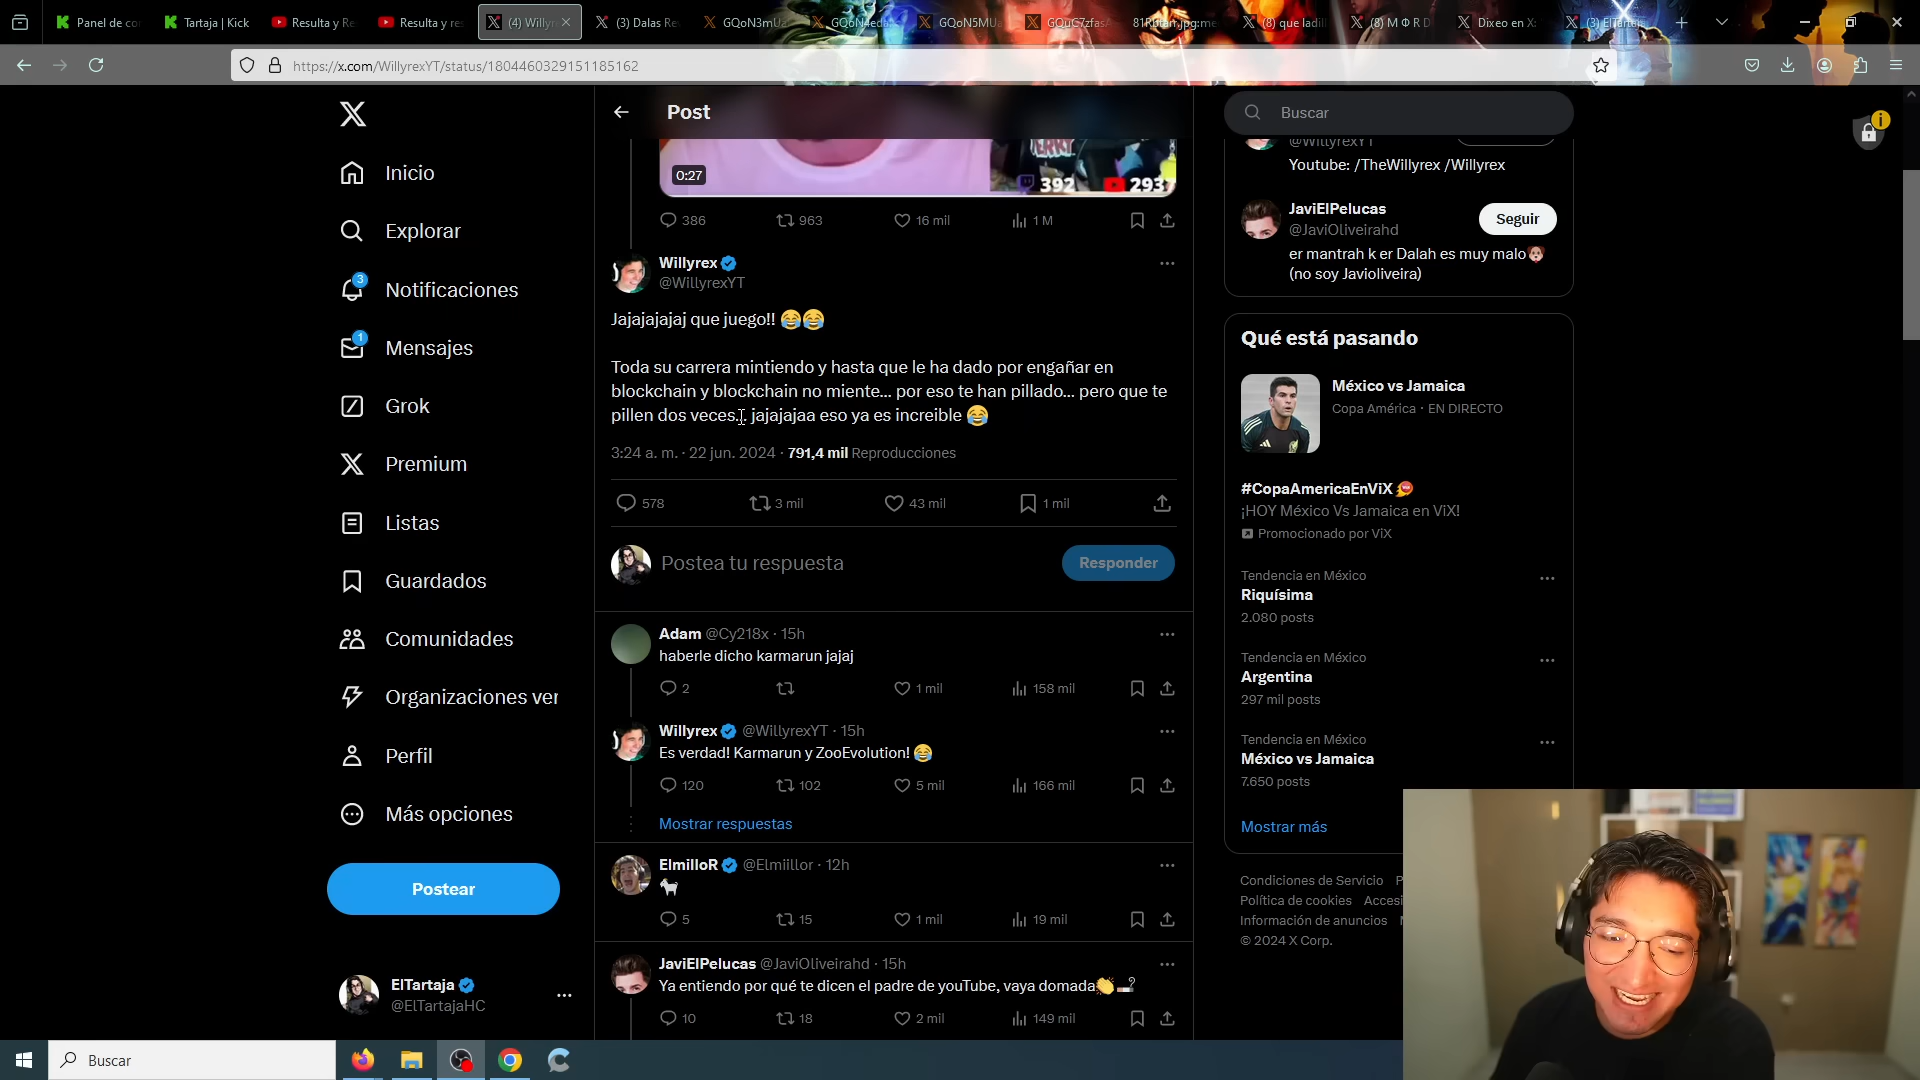 Panel de co
Tartaja | Kick
Resulta y Re
Resulta y re
(4) Willyr
(3) Dalas Re
GQoN3mU
GQoN4eda
GQoN5MU
GQuC7zfasA
(8) que ladil
(8) M Φ R D
Dixeo en X:
(3) ElTartaja
https://x.com/WillyrexYT/status/1804460329151185162
Inicio
Explorar
3
Notificaciones
1
Mensajes
Grok
Premium
Listas
Guardados
Comunidades
Organizaciones ver
Perfil
Más opciones
Postear
ElTartaja
@ElTartajaHC
Post
0:27
392
2937
386
963
16 mil
1 M
Willyrex
@WillyrexYT
Jajajajajaj que juego!! 😂😂
Toda su carrera mintiendo y hasta que le ha dado por engañar en
blockchain y blockchain no miente... por eso te han pillado... pero que te
pillen dos veces... jajajajaa eso ya es increible 😂
3:24 a. m. · 22 jun. 2024 · 791,4 mil Reproducciones
578
3 mil
43 mil
1 mil
Postea tu respuesta
Responder
Adam @Cy218x · 15h
haberle dicho karmarun jajaj
2
1 mil
158 mil
Willyrex @WillyrexYT · 15h
Es verdad! Karmarun y ZooEvolution! 😂
120
102
5 mil
166 mil
Mostrar respuestas
ElmilloR @Elmiillor · 12h
🐐
5
15
1 mil
19 mil
JaviElPelucas @JaviOliveirahd · 15h
Ya entiendo por qué te dicen el padre de youTube, vaya domada👏🚬
10
18
2 mil
149 mil
Buscar
@WillyrexYT
Youtube: /TheWillyrex /Willyrex
JaviElPelucas
@JaviOliveirahd
Seguir
er mantrah k er Dalah es muy malo🐶
(no soy Javioliveira)
Qué está pasando
México vs Jamaica
Copa América · EN DIRECTO
#CopaAmericaEnViX
¡HOY México Vs Jamaica en ViX!
Promocionado por ViX
Tendencia en México
Riquísima
2.080 posts
Tendencia en México
Argentina
297 mil posts
Tendencia en México
México vs Jamaica
7.650 posts
Mostrar más
Condiciones de Servicio
Política de cookies
Información de anuncios
© 2024 X Corp.
Buscar